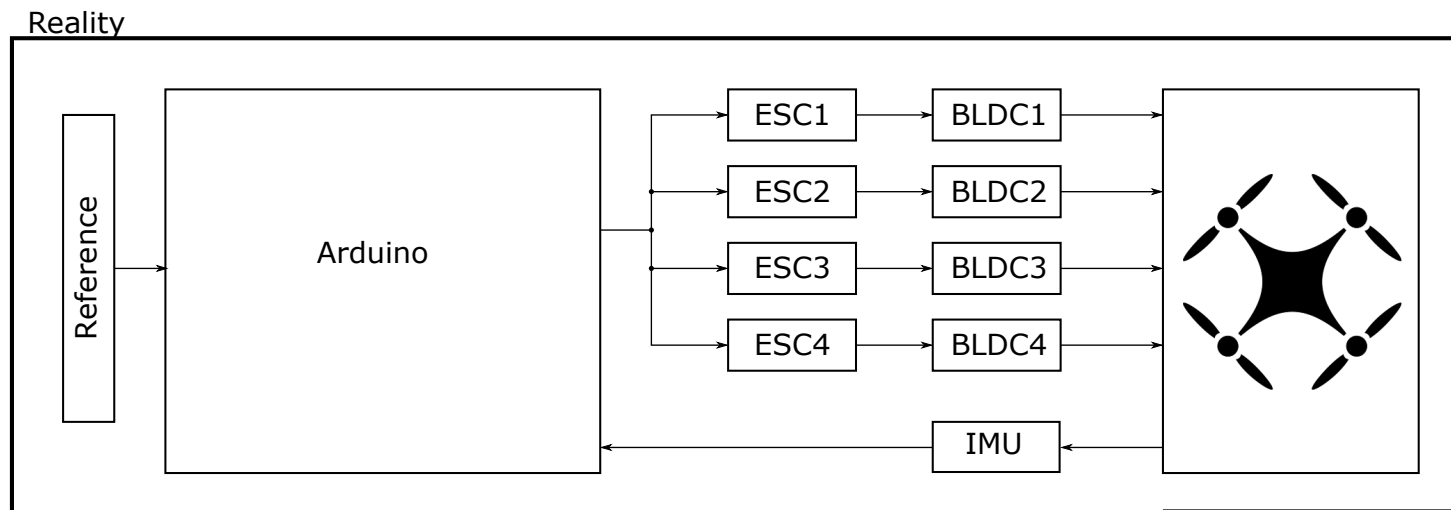 Reality
Reference
Arduino
ESC1
BLDC1
ESC2
BLDC2
ESC3
BLDC3
ESC4
BLDC4
IMU